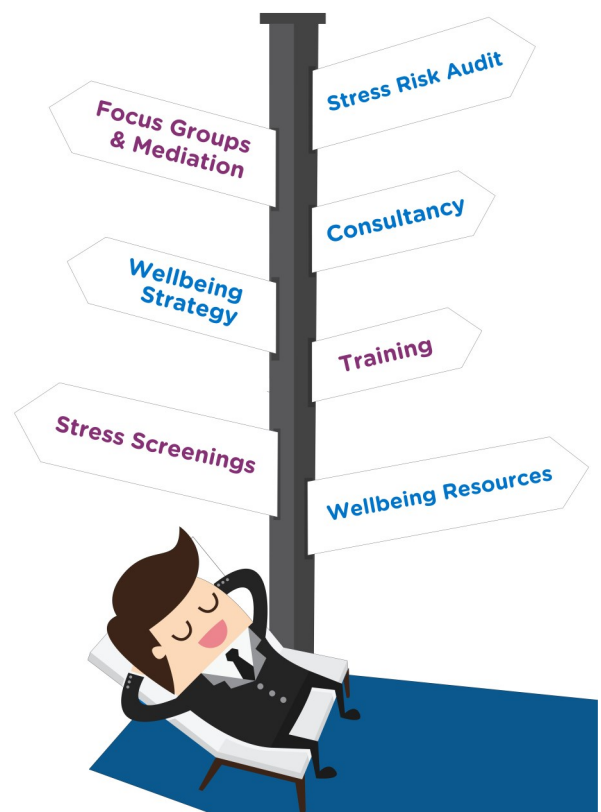 Stress Risk Audit
Focus Groups
& Mediation
Consultancy
Wellbeing
Strategy
Training
Stress Screenings
Wellbeing Resources